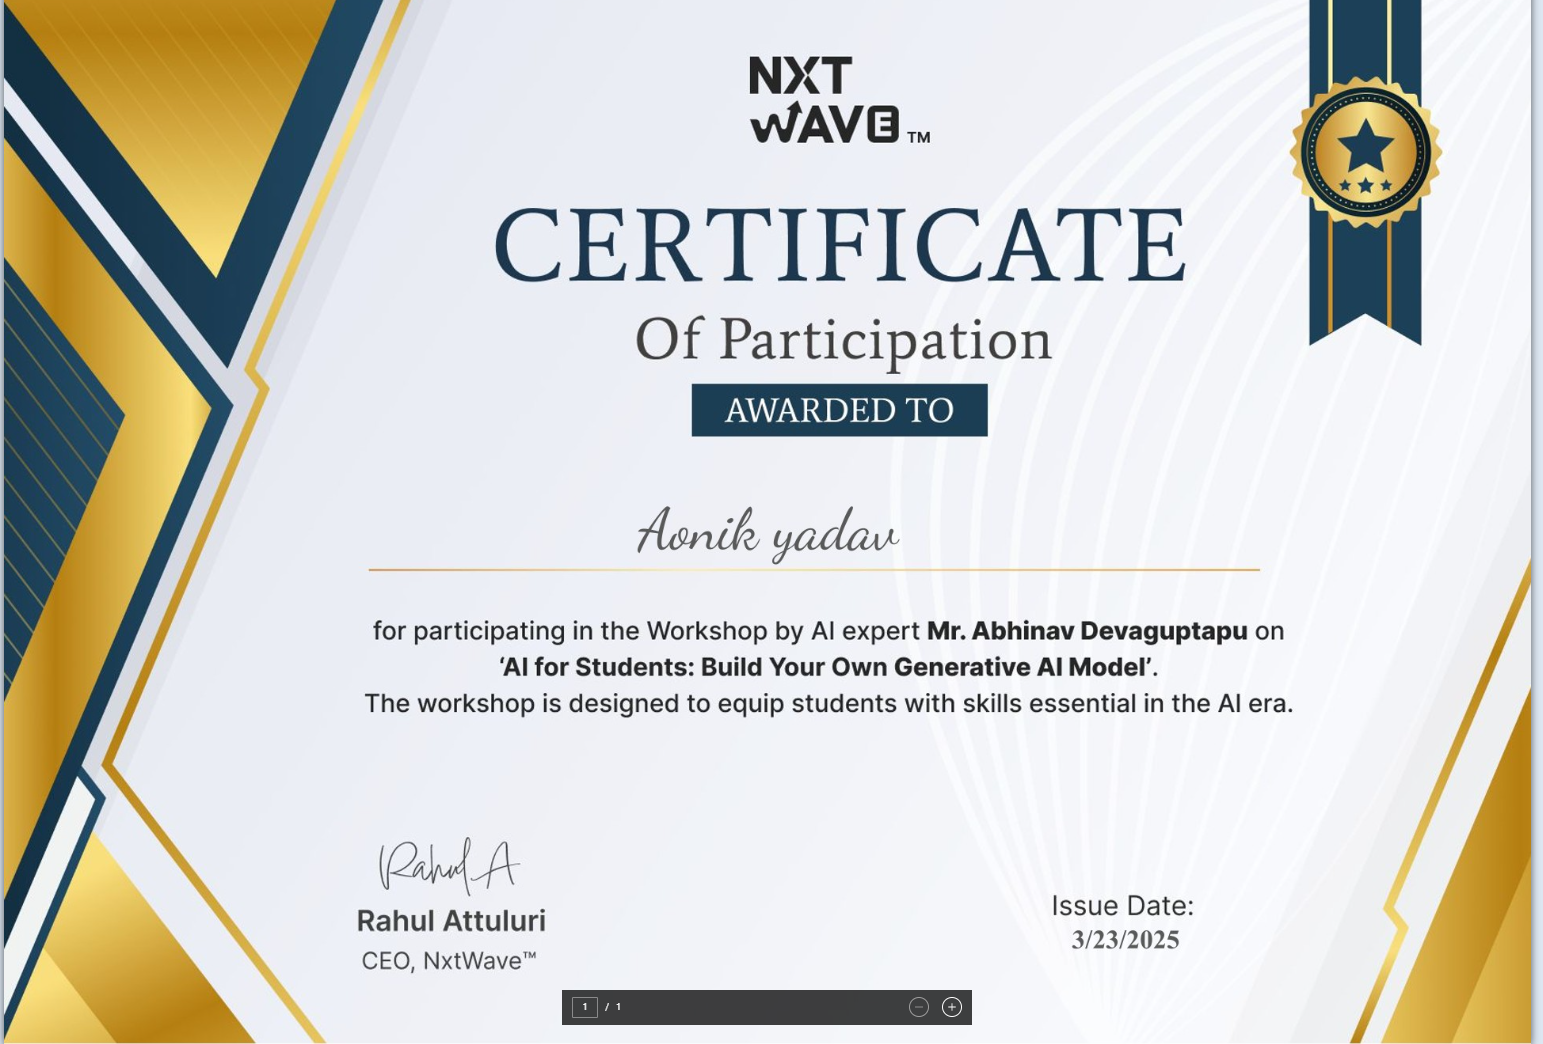 NXT
WAVE TM
CERTIFICATE
Of Participation
AWARDED TO
Aonik yadav
for participating in the Workshop by AI expert Mr. Abhinav Devaguptapu on
‘AI for Students: Build Your Own Generative AI Model’.
The workshop is designed to equip students with skills essential in the AI era.
Rahul A
Rahul Attuluri
CEO, NxtWave™
Issue Date:
3/23/2025
1 / 1